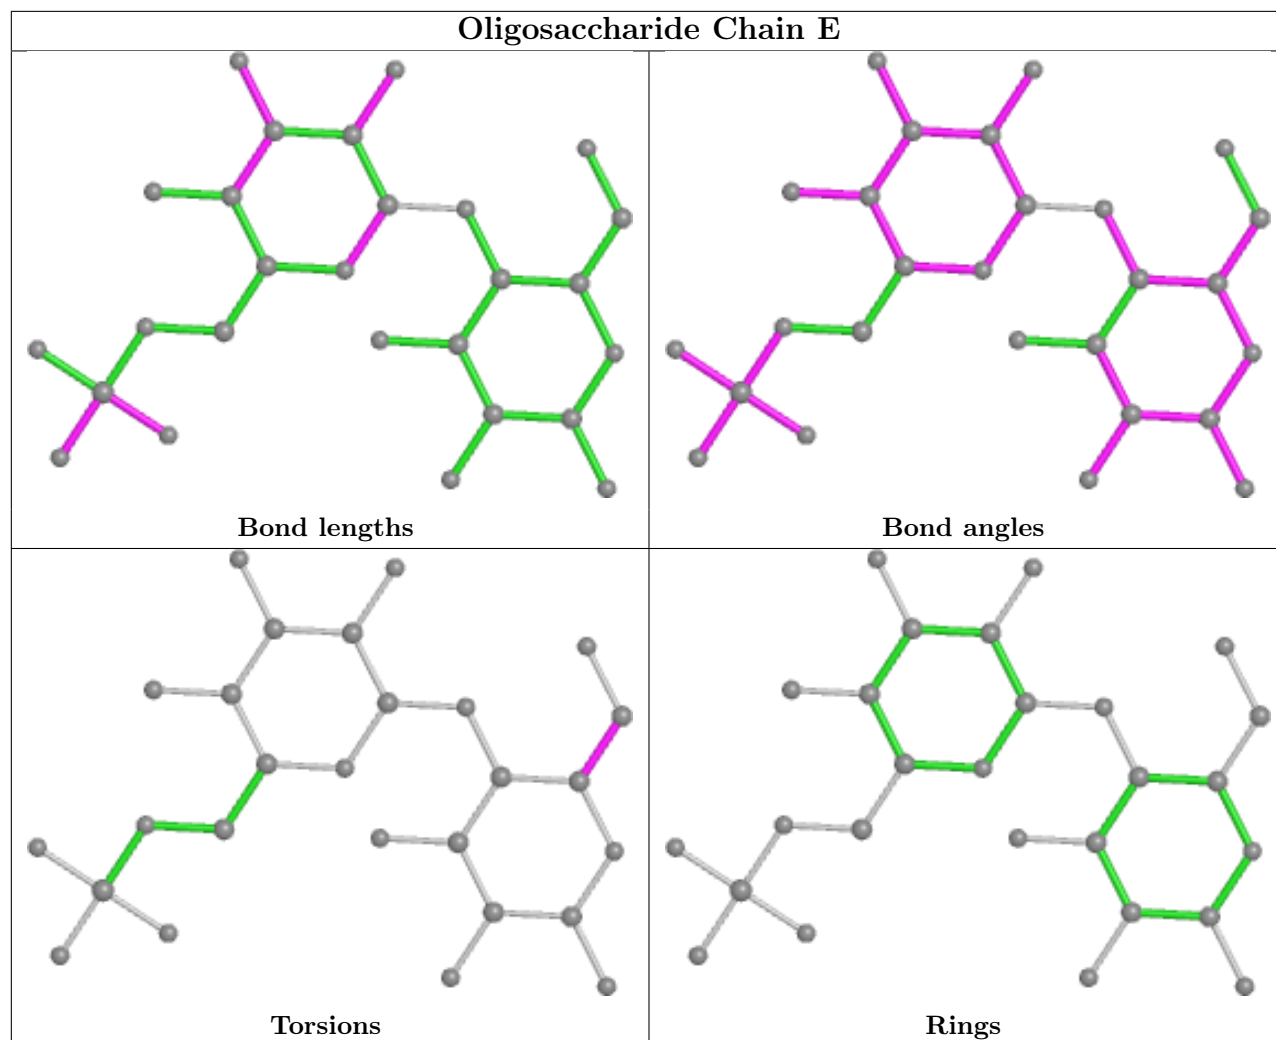 Oligosaccharide Chain E
Bond lengths
Bond angles
Torsions
Rings